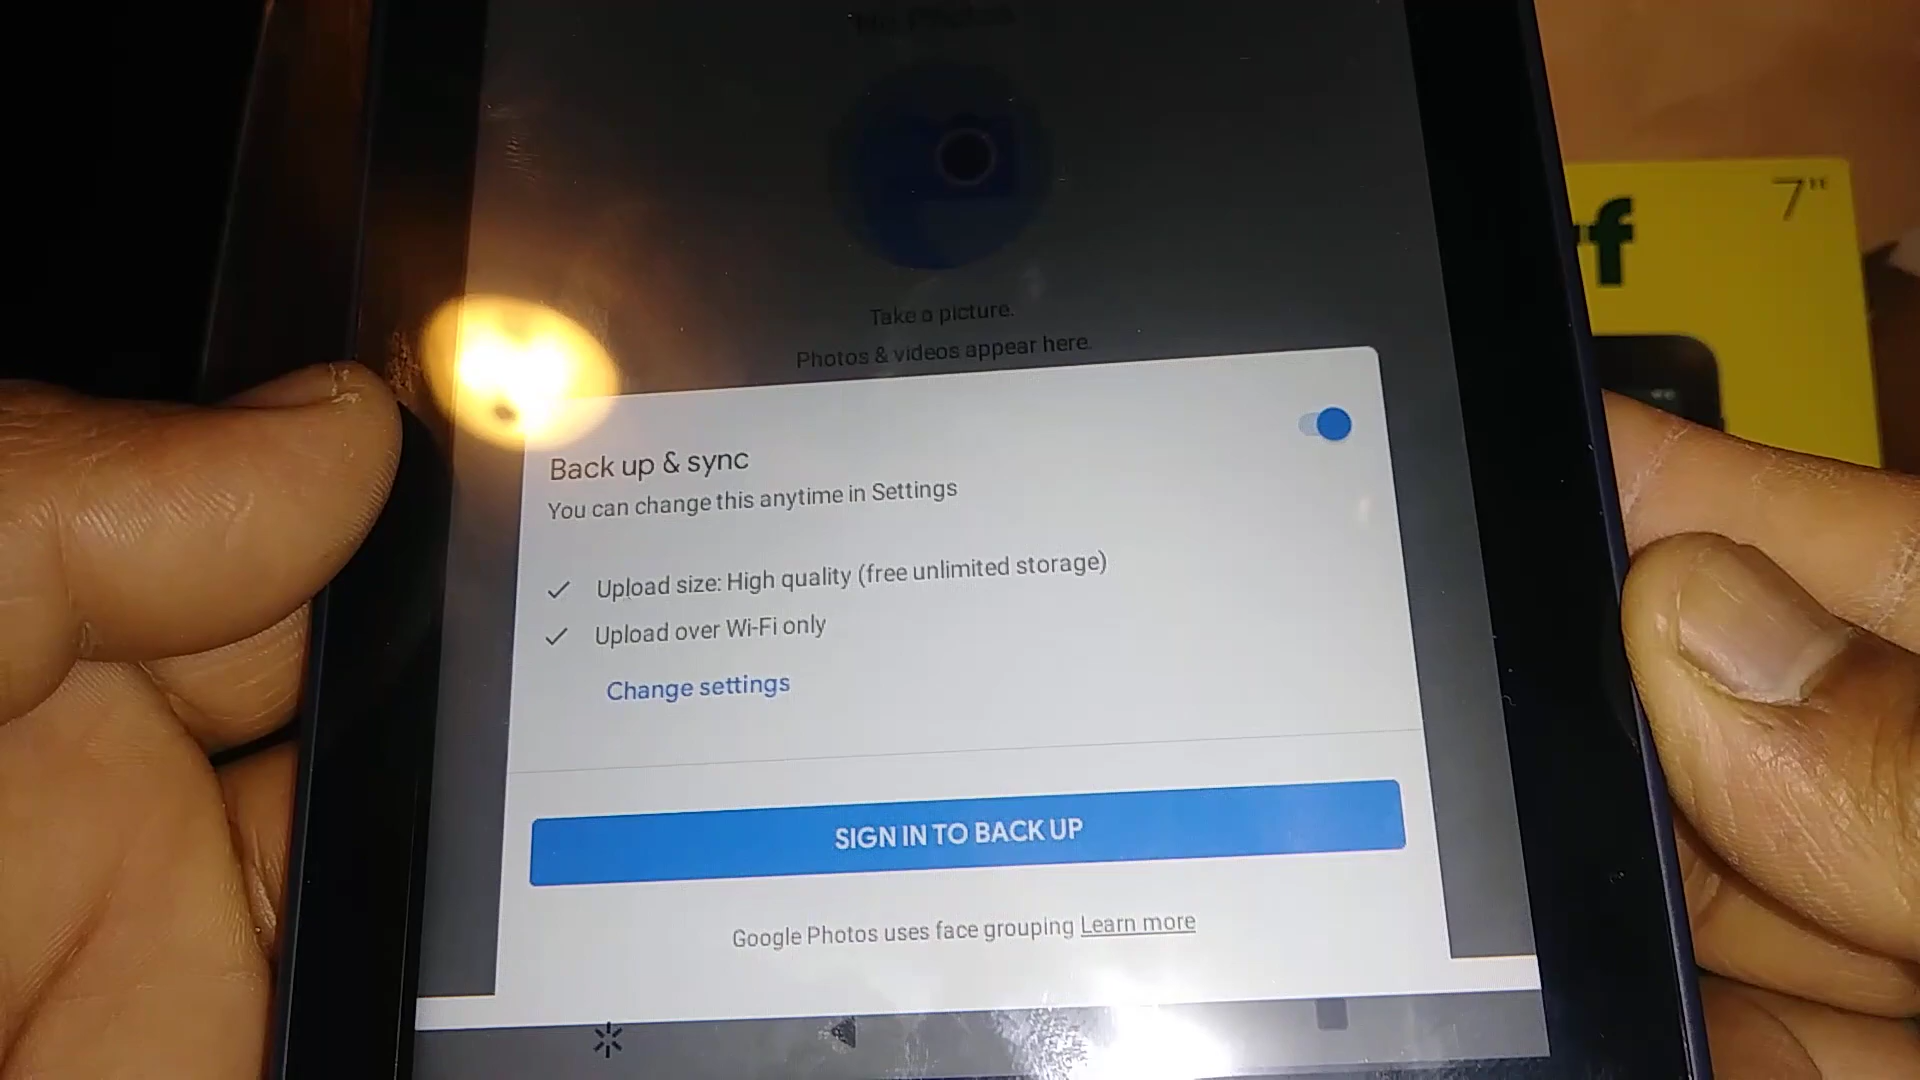 No Photos
Take a picture.
Photos & videos appear here.
Back up & sync
You can change this anytime in Settings
Upload size: High quality (free unlimited storage)
Upload over Wi-Fi only
Change settings
SIGN IN TO BACK UP
Google Photos uses face grouping Learn more
f
7"